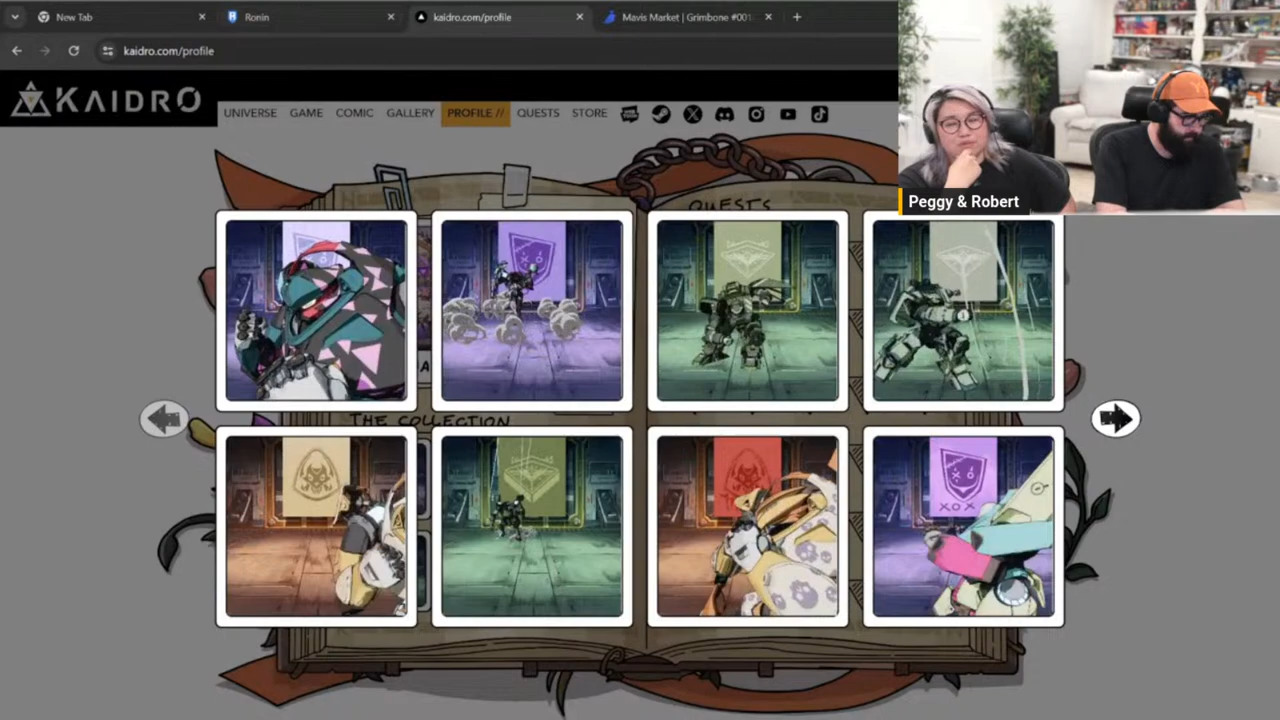 New Tab
Ronin
kaidro.com/profile
Mavis Market | Grimbone #001
kaidro.com/profile
KAIDRO
UNIVERSE
GAME
COMIC
GALLERY
PROFILE //
QUESTS
STORE
Peggy & Robert
QUESTS
THE COLLECTION
XOX